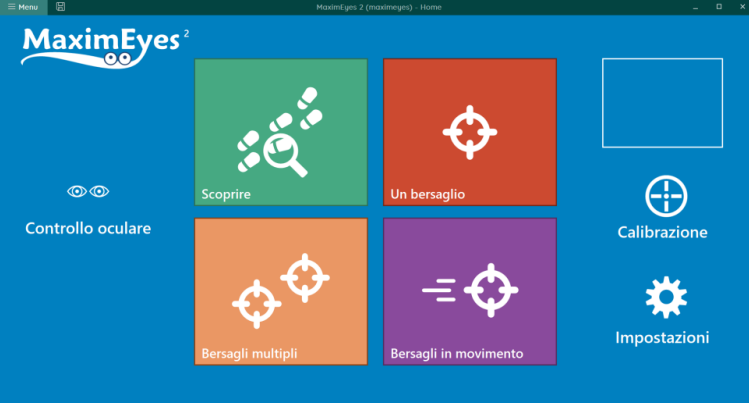 Menu
MaximEyes 2 (maximeyes) - Home
MaximEyes 2
Scoprire
Un bersaglio
Controllo oculare
Calibrazione
Bersagli multipli
Bersagli in movimento
Impostazioni